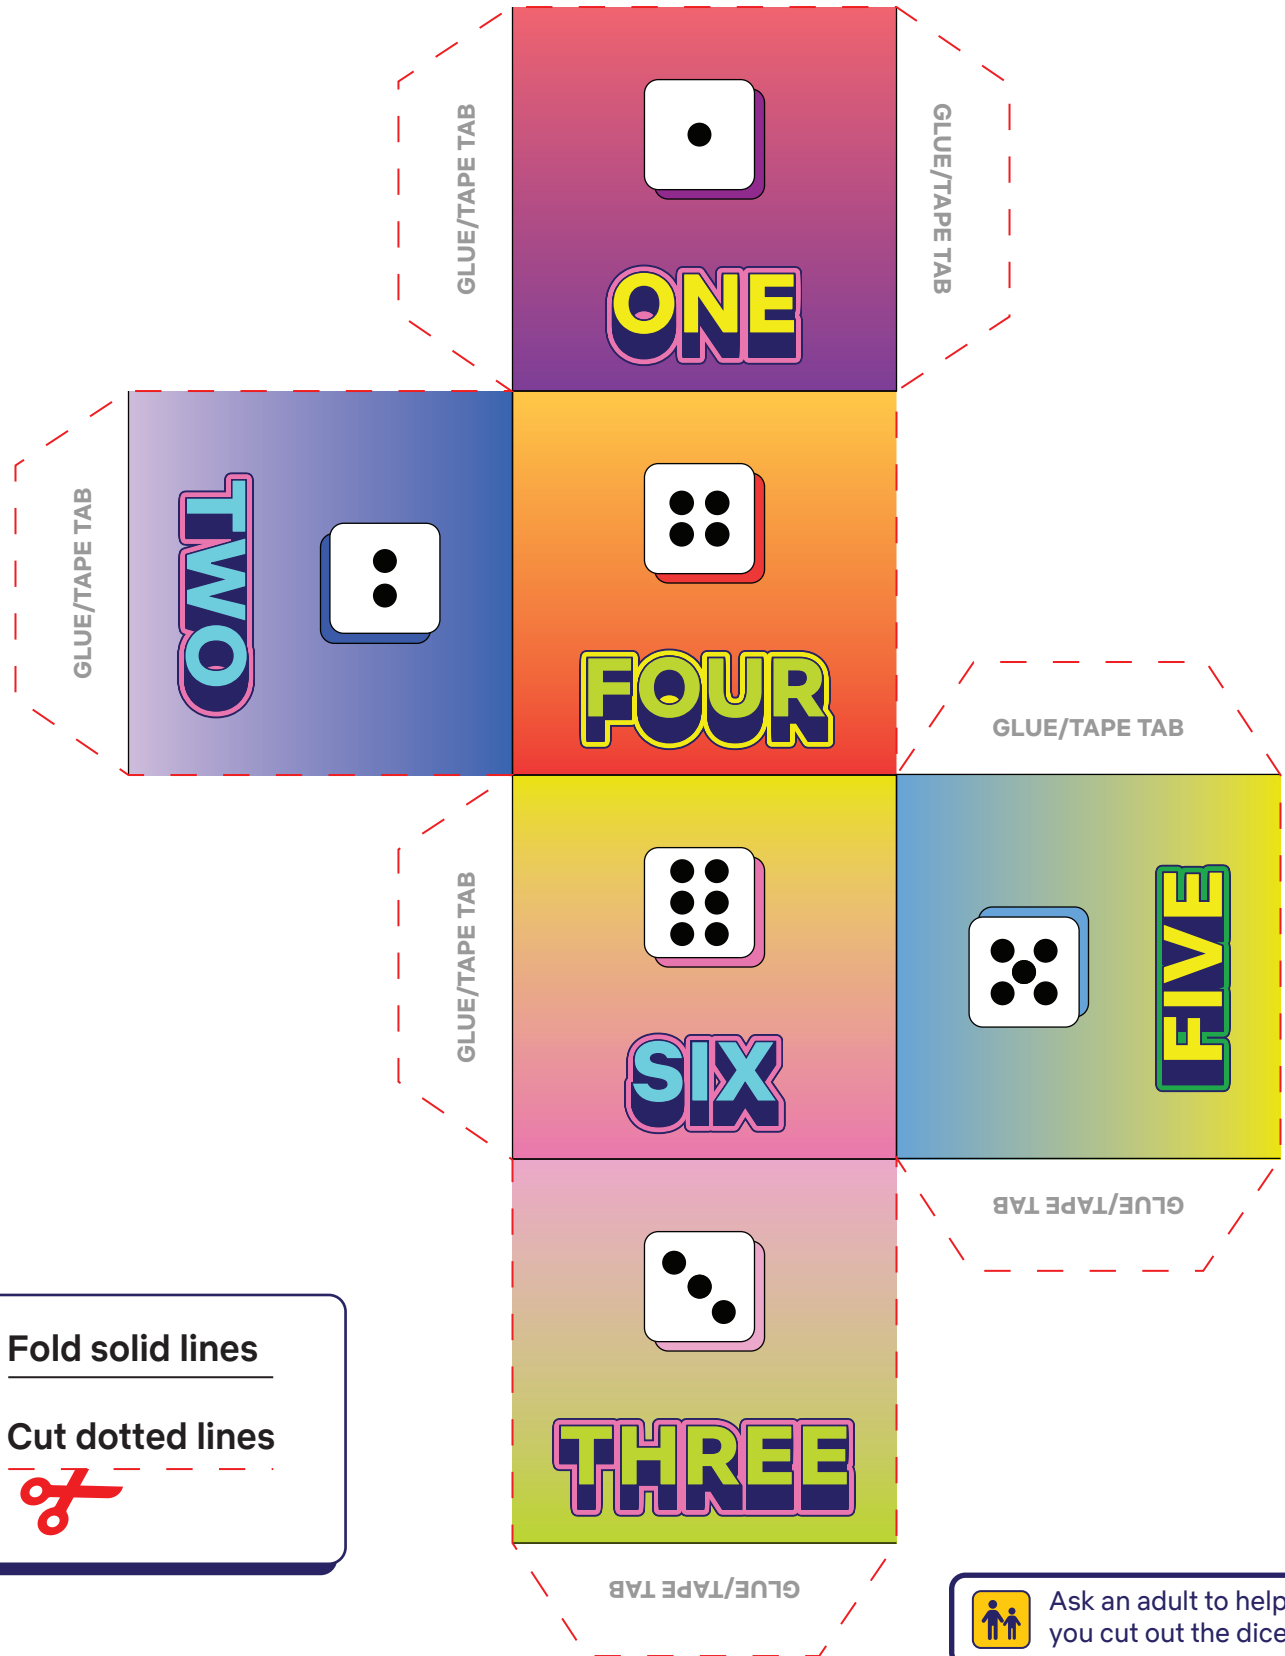 GLUE/TAPE TAB
GLUE/TAPE TAB
ONE
GLUE/TAPE TAB
TWO
FOUR
GLUE/TAPE TAB
GLUE/TAPE TAB
SIX
FIVE
GLUE/TAPE TAB
THREE
GLUE/TAPE TAB
Fold solid lines
Cut dotted lines
Ask an adult to help
you cut out the dice